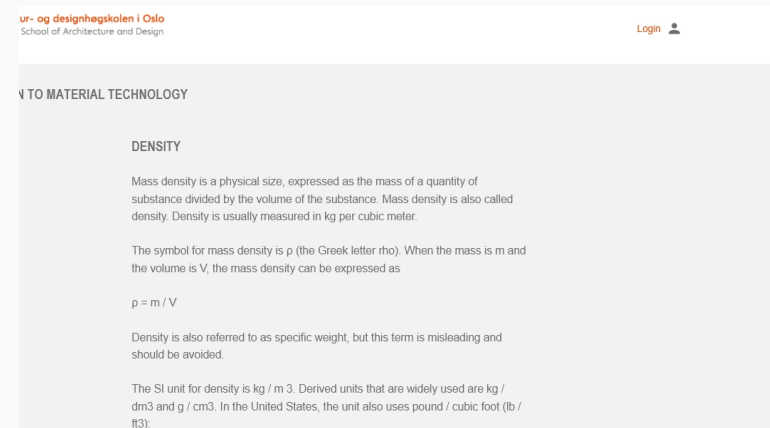 ur- og designhøgskolen i Oslo
School of Architecture and Design
Login
N TO MATERIAL TECHNOLOGY
DENSITY
Mass density is a physical size, expressed as the mass of a quantity of
substance divided by the volume of the substance. Mass density is also called
density. Density is usually measured in kg per cubic meter.
The symbol for mass density is ρ (the Greek letter rho). When the mass is m and
the volume is V, the mass density can be expressed as
ρ = m / V
Density is also referred to as specific weight, but this term is misleading and
should be avoided.
The SI unit for density is kg / m 3. Derived units that are widely used are kg /
dm3 and g / cm3. In the United States, the unit also uses pound / cubic foot (lb /
ft3):